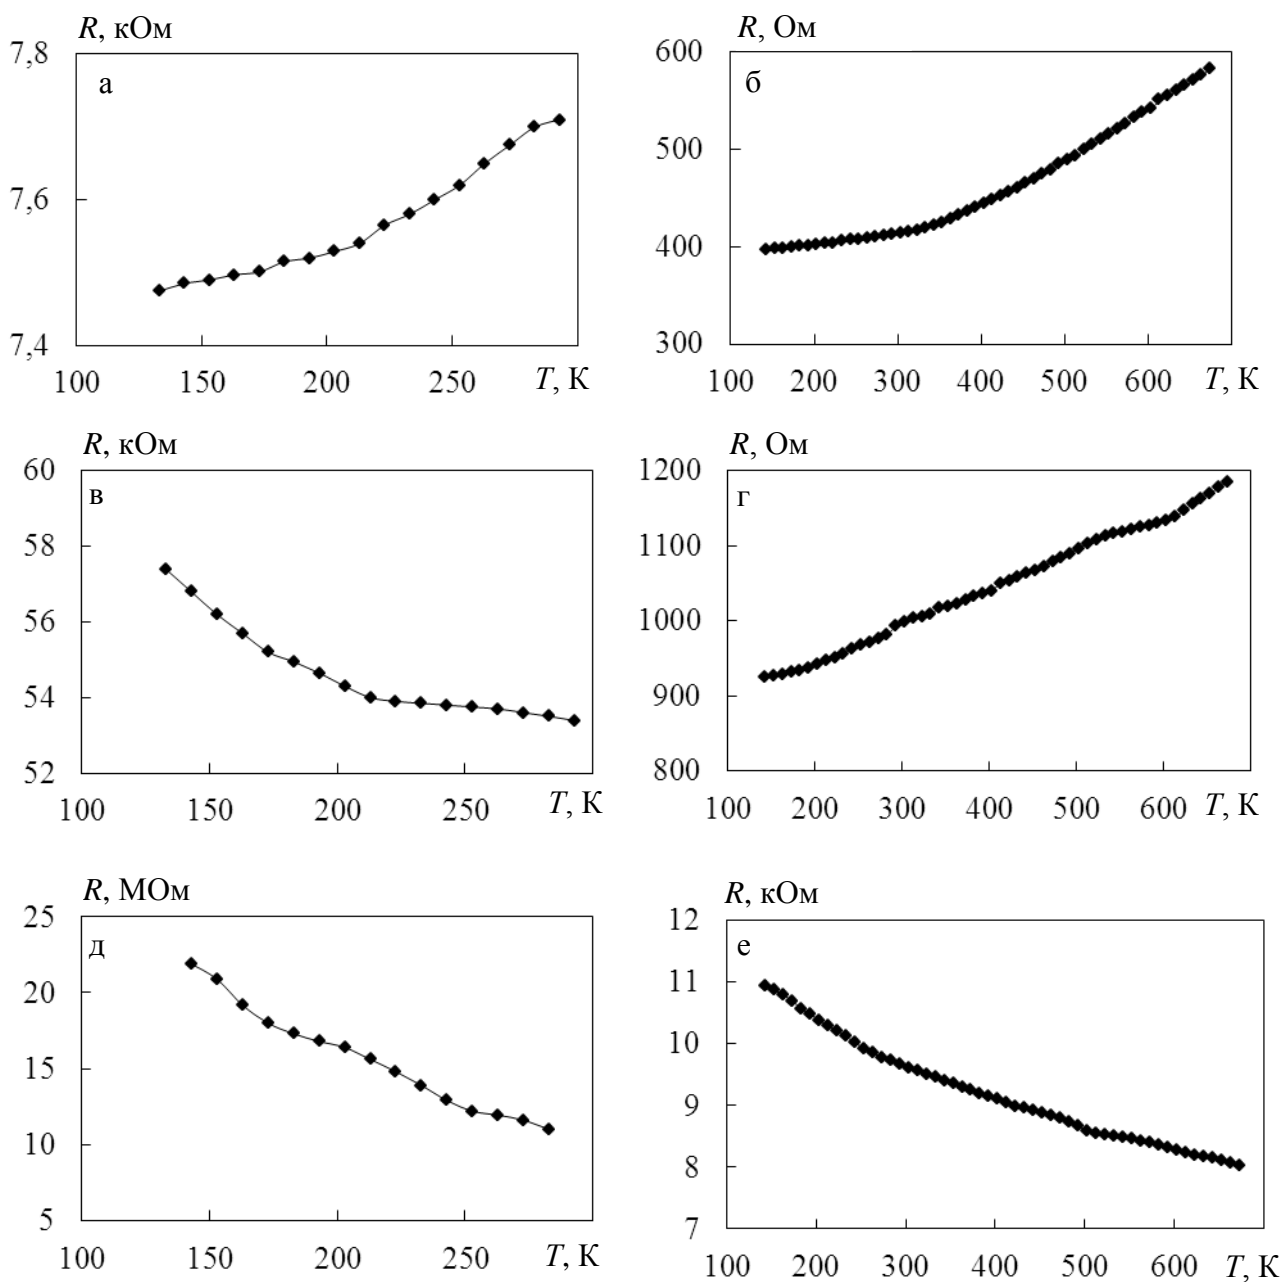 R, кОм
7,8
а
7,6
7,4
100 150 200 250 T, К
R, Ом
600
б
500
400
300
100 200 300 400 500 600 T, К
R, кОм
60
в
58
56
54
52
100 150 200 250 T, К
R, Ом
1200
г
1100
1000
900
800
100 200 300 400 500 600 T, К
R, МОм
25
д
20
15
10
5
100 150 200 250 T, К
R, кОм
12
е
11
10
9
8
7
100 200 300 400 500 600 T, К